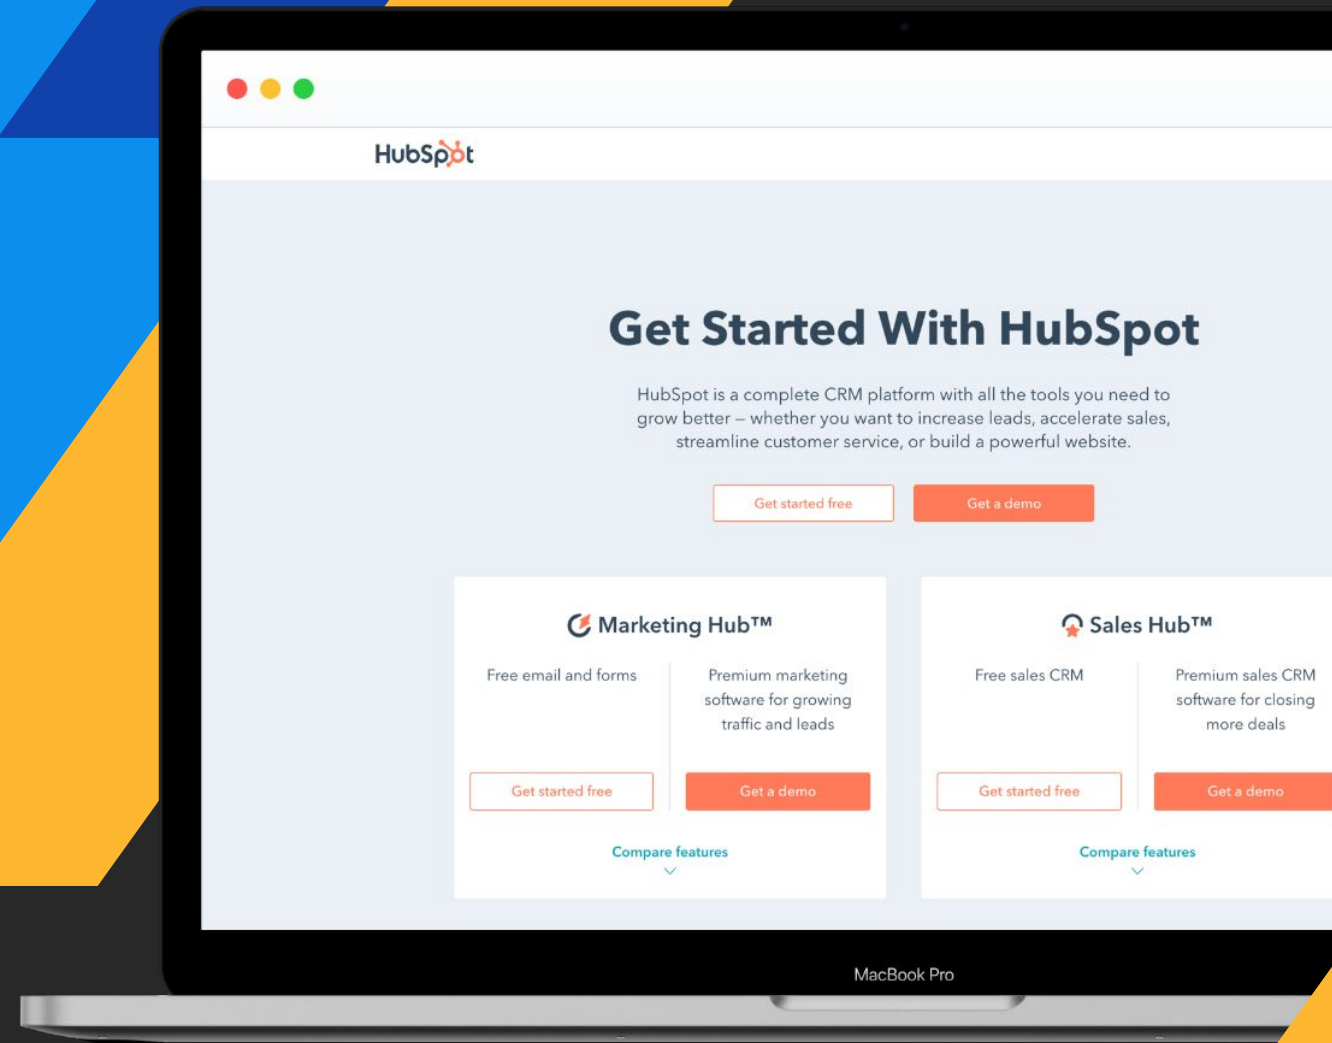 HubSpot
Get Started With HubSpot
HubSpot is a complete CRM platform with all the tools you need to
grow better – whether you want to increase leads, accelerate sales,
streamline customer service, or build a powerful website.
Get started free
Get a demo
Marketing Hub™
Free email and forms
Premium marketing
software for growing
traffic and leads
Get started free
Get a demo
Compare features
Sales Hub™
Free sales CRM
Premium sales CRM
software for closing
more deals
Get started free
Get a demo
Compare features
MacBook Pro